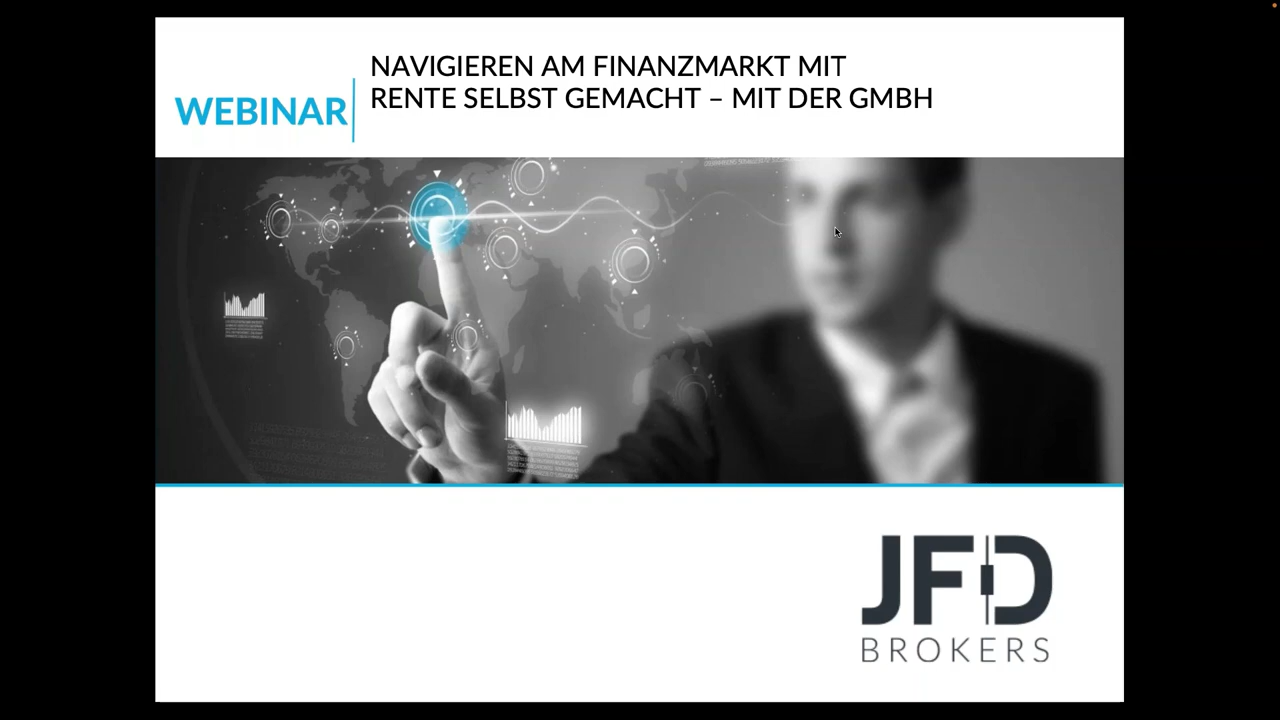 NAVIGIEREN AM FINANZMARKT MIT
WEBINAR RENTE SELBST GEMACHT – MIT DER GMBH
JFD
BROKERS